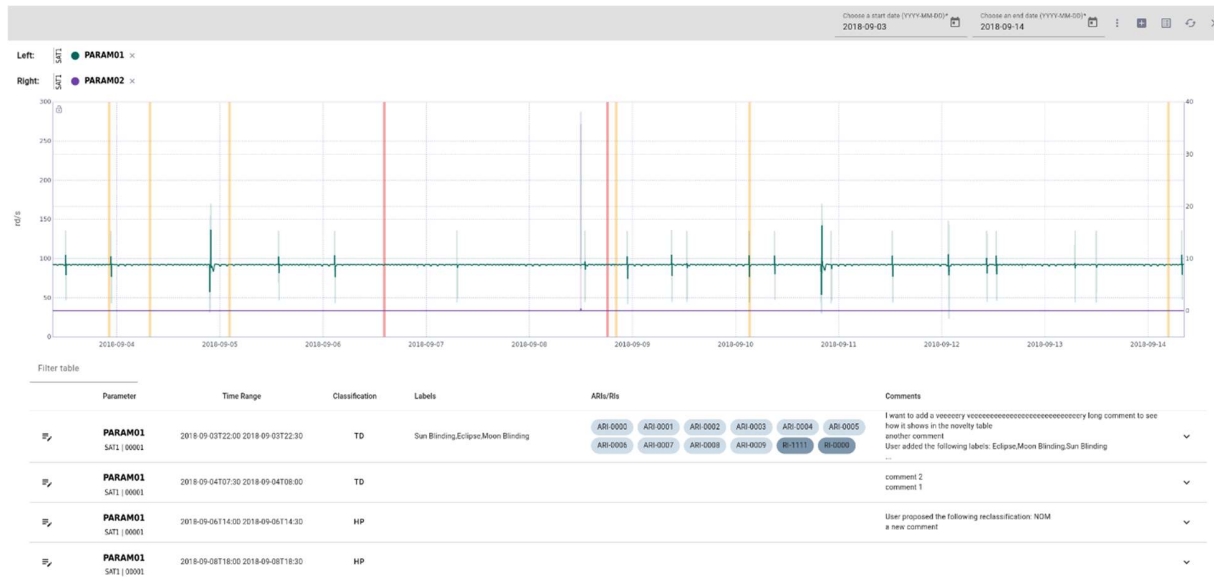 Choose a start date (YYYY-MM-DD)* Choose an end date (YYYY-MM-DD)*
2018-09-03 2018-09-14
Left: SAT1 PARAM01 ×
Right: SAT1 PARAM02 ×
300 40
250
30
200
20
150
rd/s
100 10
50
0
0
2018-09-04 2018-09-05 2018-09-06 2018-09-07 2018-09-08 2018-09-09 2018-09-10 2018-09-11 2018-09-12 2018-09-13 2018-09-14
Filter table
Parameter Time Range Classification Labels ARIs/RIs Comments
I want to add a long comment to see
how it shows in the novelty table
another comment
User added the following labels: Eclipse,Moon Blinding,Sun Blinding
...
PARAM01
SAT1 | 00001
2018-09-03T22:00 2018-09-03T22:30 TD Sun Blinding,Eclipse,Moon Blinding
ARI-0000 ARI-0001 ARI-0002 ARI-0003 ARI-0004 ARI-0005
ARI-0006 ARI-0007 ARI-0008 ARI-0009 RI-1111 RI-0000
PARAM01
SAT1 | 00001
2018-09-04T07:30 2018-09-04T08:00 TD
comment 2
comment 1
PARAM01
SAT1 | 00001
2018-09-06T14:00 2018-09-06T14:30 HP
User proposed the following reclassification: NOM
a new comment
PARAM01
SAT1 | 00001
2018-09-08T18:00 2018-09-08T18:30 HP